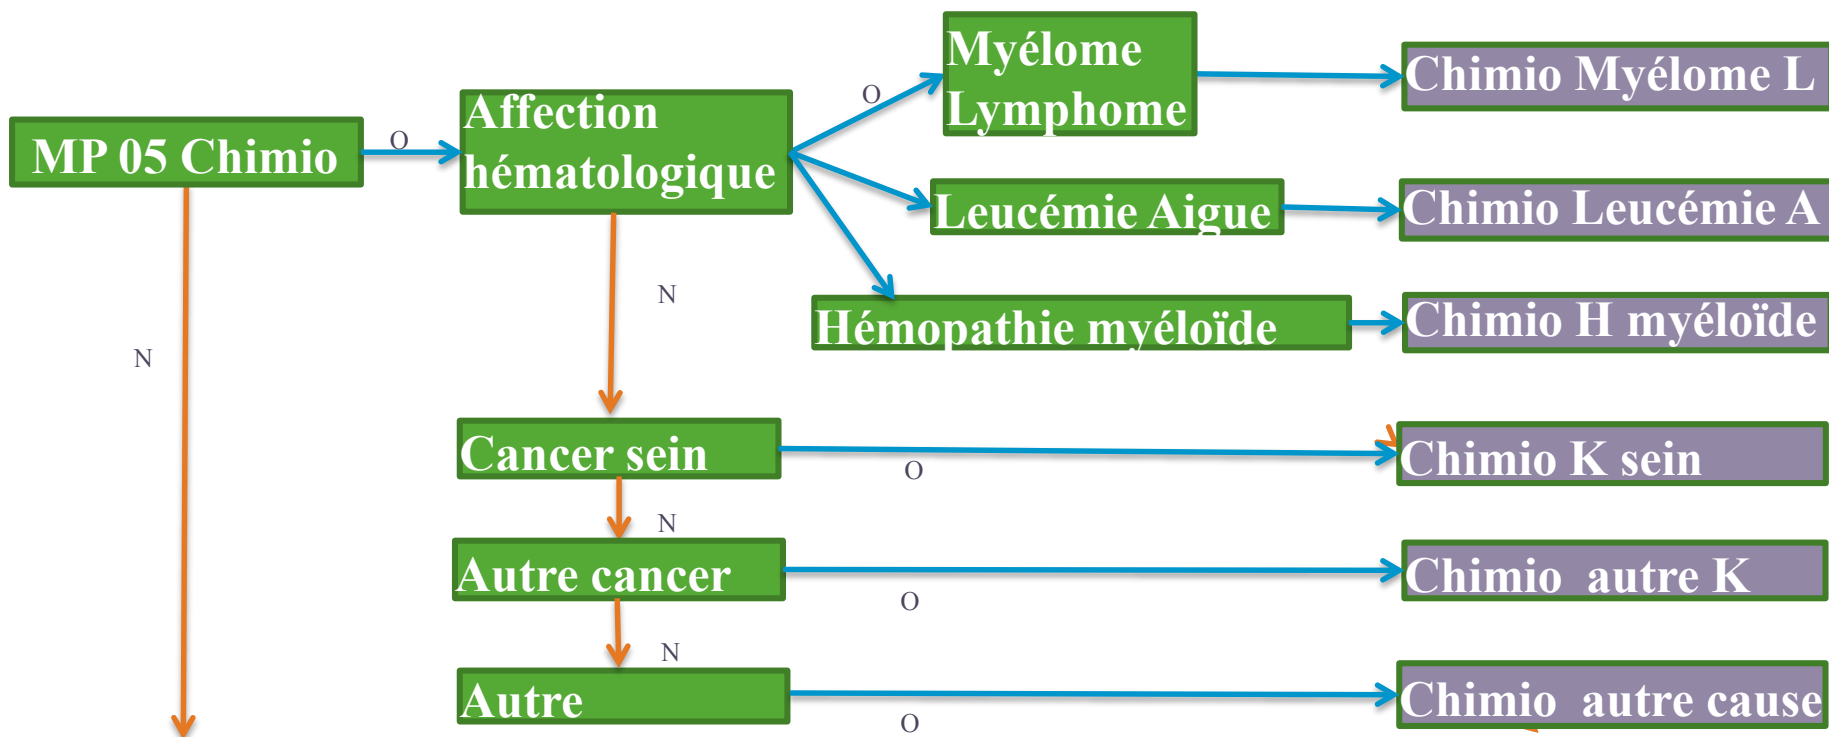 MP 05 Chimio
O
Affection
hématologique
O
Myélome
Lymphome
Chimio Myélome L
Leucémie Aigue
Chimio Leucémie A
N
Hémopathie myéloïde
Chimio H myéloïde
N
Cancer sein
O
Chimio K sein
N
Autre cancer
O
Chimio autre K
N
Autre
O
Chimio autre cause